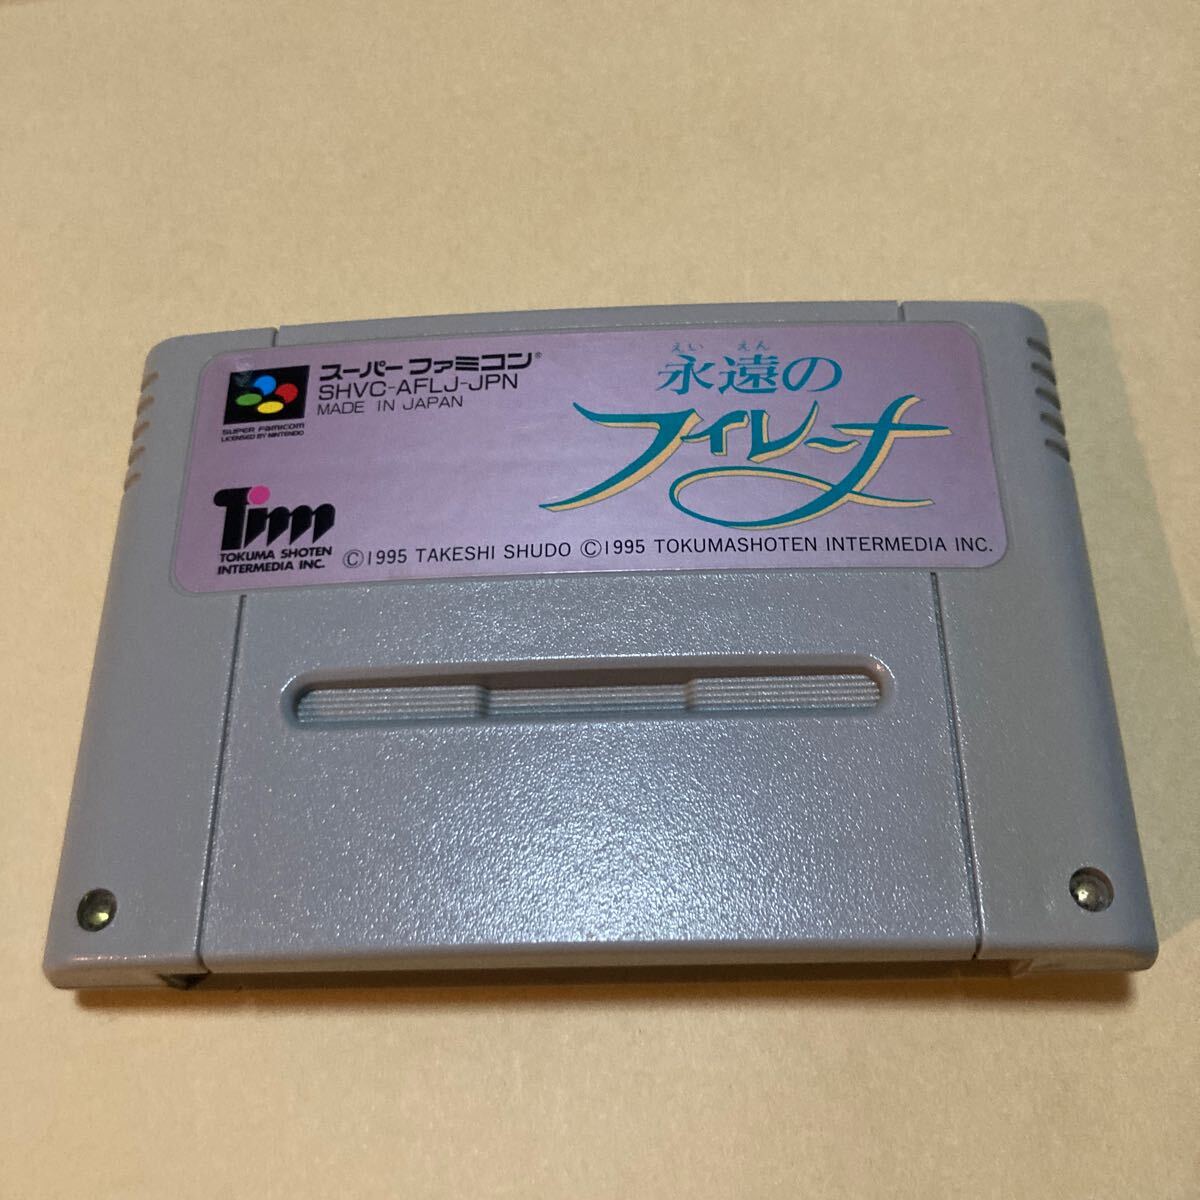 スーパーファミコン®
SHVC-AFLJ-JPN
MADE IN JAPAN
SUPER FAMICOM
LICENSED BY NINTENDO
えい えん
永遠の
フィレーナ
Tim
TOKUMA SHOTEN
INTERMEDIA INC.
©1995 TAKESHI SHUDO ©1995 TOKUMASHOTEN INTERMEDIA INC.